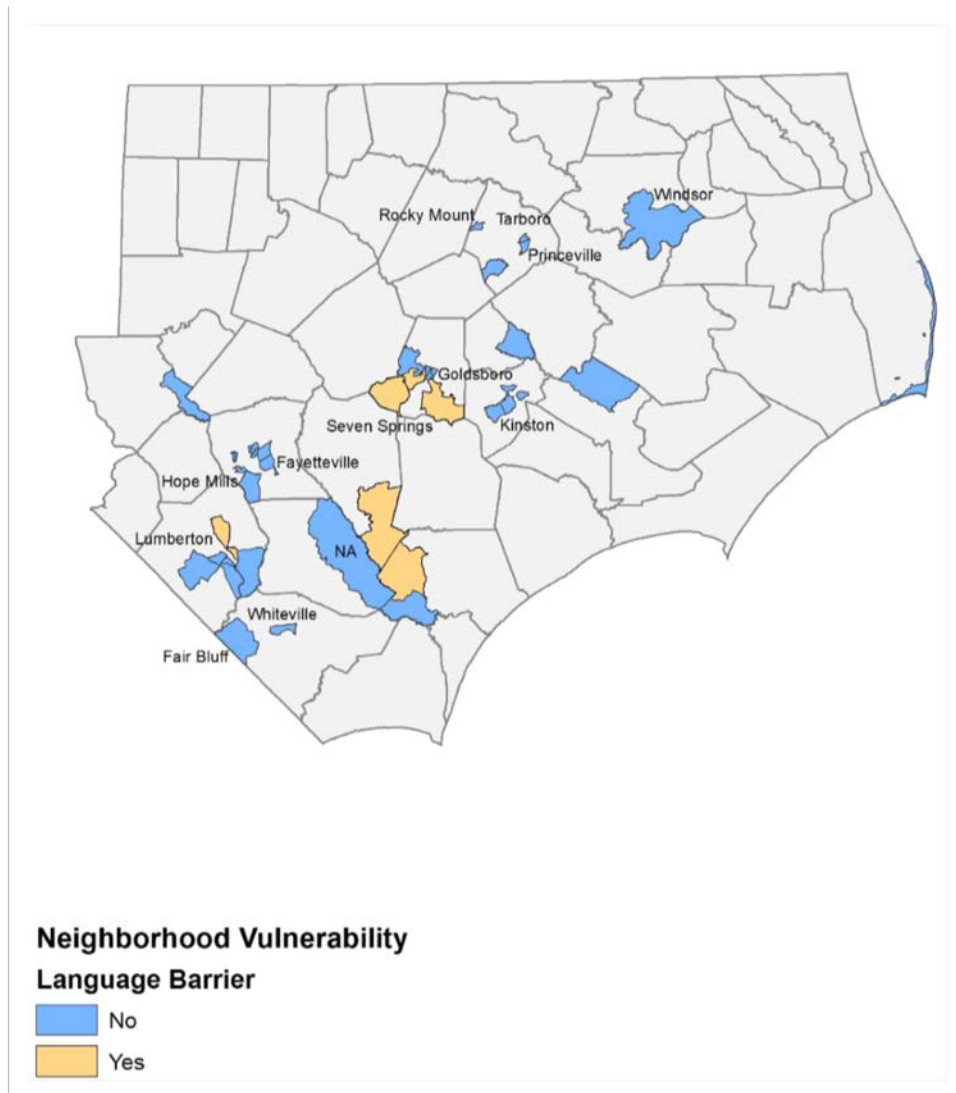 Windsor
Rocky Mount
Tarboro
Princeville
Goldsboro
Seven Springs
Kinston
Fayetteville
Hope Mills
Lumberton
NA
Whiteville
Fair Bluff
Neighborhood Vulnerability
Language Barrier
No
Yes